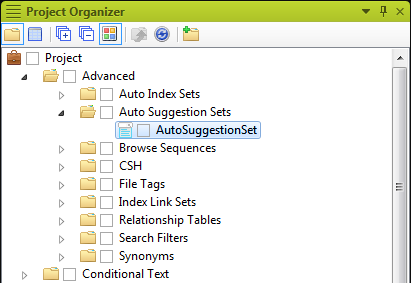 Project Organizer
Project
Advanced
Auto Index Sets
Auto Suggestion Sets
AutoSuggestionSet
Browse Sequences
CSH
File Tags
Index Link Sets
Relationship Tables
Search Filters
Synonyms
Conditional Text